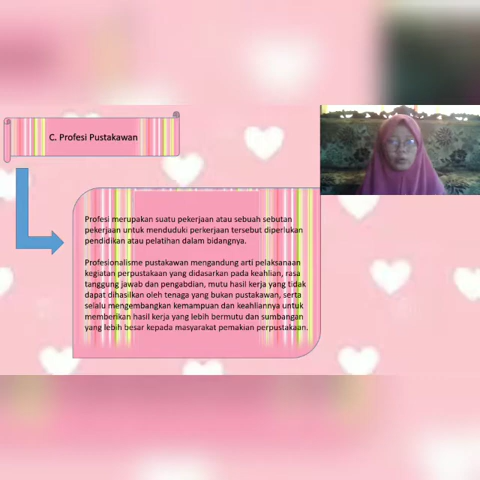 C. Profesi Pustakawan
Profesi merupakan suatu pekerjaan atau sebuah sebutan
pekerjaan untuk menduduki perkerjaan tersebut diperlukan
pendidikan atau pelatihan dalam bidangnya.
Profesionalisme pustakawan mengandung arti pelaksanaan
kegiatan perpustakaan yang didasarkan pada keahlian, rasa
tanggung jawab dan pengabdian, mutu hasil kerja yang tidak
dapat dihasilkan oleh tenaga yang bukan pustakawan, serta
selalu mengembangkan kemampuan dan keahliannya untuk
memberikan hasil kerja yang lebih bermutu dan sumbangan
yang lebih besar kepada masyarakat pemakian perpustakaan.